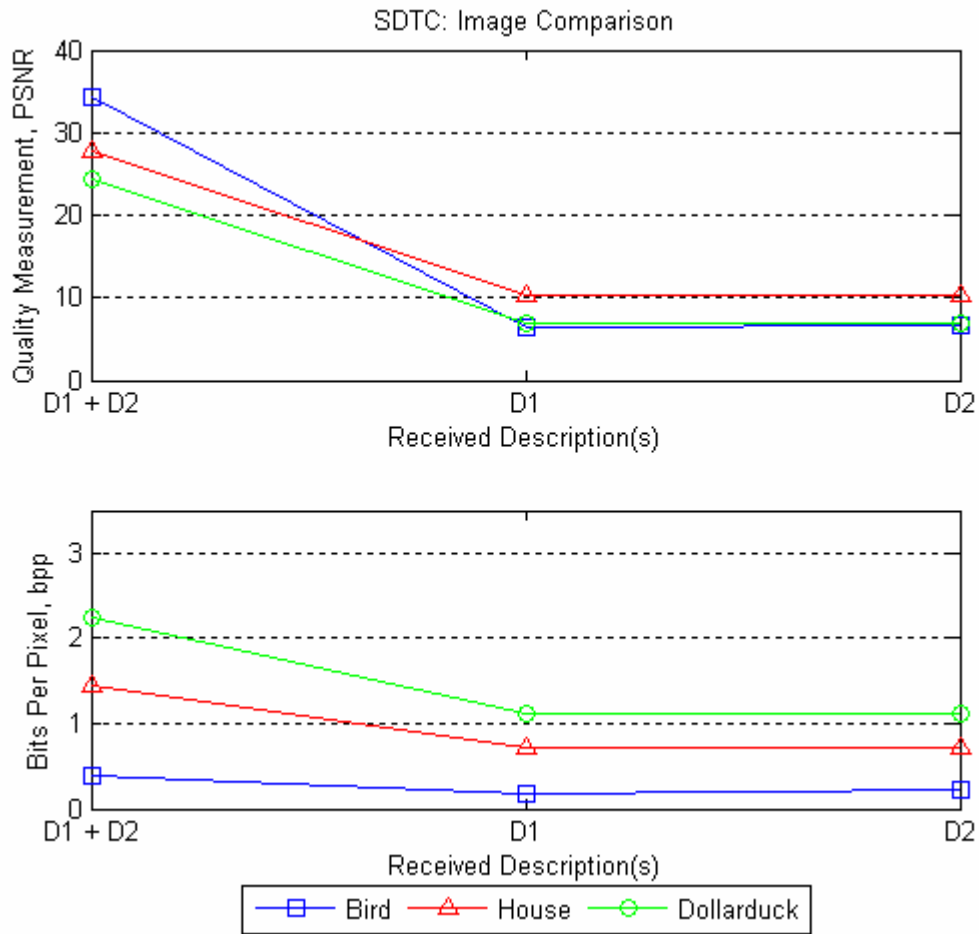 SDTC: Image Comparison
Quality Measurement, PSNR
40
30
20
10
0
D1 + D2 D1 D2
Received Description(s)
Bits Per Pixel, bpp
3
2
1
0
D1 + D2 D1 D2
Received Description(s)
Bird House Dollarduck